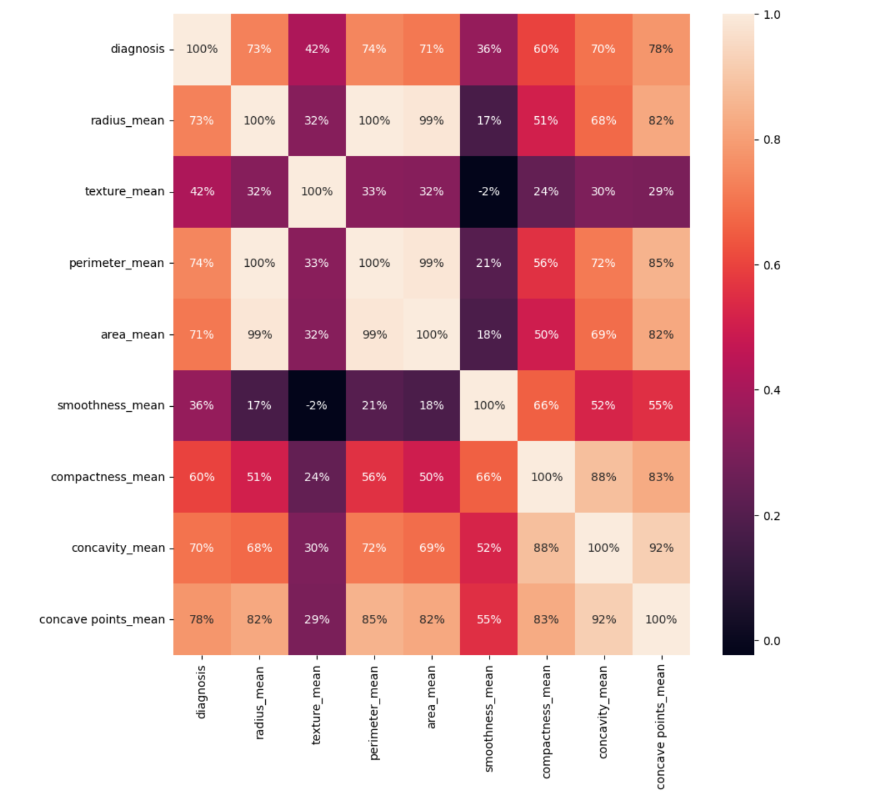 diagnosis 100% 73% 42% 74% 71% 36% 60% 70% 78%
radius_mean 73% 100% 32% 100% 99% 17% 51% 68% 82%
texture_mean 42% 32% 100% 33% 32% -2% 24% 30% 29%
perimeter_mean 74% 100% 33% 100% 99% 21% 56% 72% 85%
area_mean 71% 99% 32% 99% 100% 18% 50% 69% 82%
smoothness_mean 36% 17% -2% 21% 18% 100% 66% 52% 55%
compactness_mean 60% 51% 24% 56% 50% 66% 100% 88% 83%
concavity_mean 70% 68% 30% 72% 69% 52% 88% 100% 92%
concave points_mean 78% 82% 29% 85% 82% 55% 83% 92% 100%
diagnosis
radius_mean
texture_mean
perimeter_mean
area_mean
smoothness_mean
compactness_mean
concavity_mean
concave points_mean
1.0
0.8
0.6
0.4
0.2
0.0